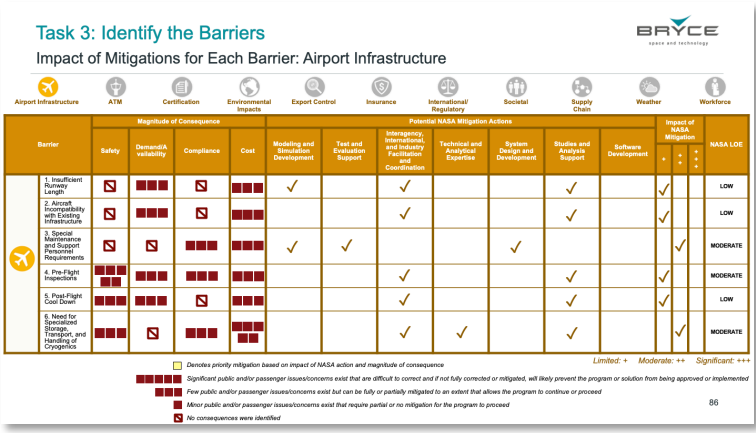 Task 3: Identify the Barriers
BRYCE
space and technology
Impact of Mitigations for Each Barrier: Airport Infrastructure
Airport Infrastructure
ATM
Certification
Environmental
Impacts
Export Control
Insurance
International/
Regulatory
Societal
Supply
Chain
Weather
Workforce
Barrier
Magnitude of Consequence
Potential NASA Mitigation Actions
Impact of
NASA
Mitigation
NASA LOE
Safety
Demand/A
vailability
Compliance
Cost
Modeling and
Simulation
Development
Test and
Evaluation
Support
Interagency,
International,
and Industry
Facilitation
and
Coordination
Technical and
Analytical
Expertise
System
Design and
Development
Studies and
Analysis
Support
Software
Development
+
+
+
+
+
+
1. Insufficient
Runway
Length
LOW
2. Aircraft
Incompatibility
with Existing
Infrastructure
LOW
3. Special
Maintenance
and Support
Personnel
Requirements
MODERATE
4. Pre-Flight
Inspections
MODERATE
5. Post-Flight
Cool Down
LOW
6. Need for
Specialized
Storage,
Transport, and
Handling of
Cryogenics
MODERATE
Limited: + Moderate: ++ Significant: +++
Denotes priority mitigation based on impact of NASA action and magnitude of consequence
Significant public and/or passenger issues/concerns exist that are difficult to correct and if not fully corrected or mitigated, will likely prevent the program or solution from being approved or implemented
Few public and/or passenger issues/concerns exist but can be fully or partially mitigated to an extent that allows the program to continue or proceed
Minor public and/or passenger issues/concerns exist that require partial or no mitigation for the program to proceed
No consequences were identified
86